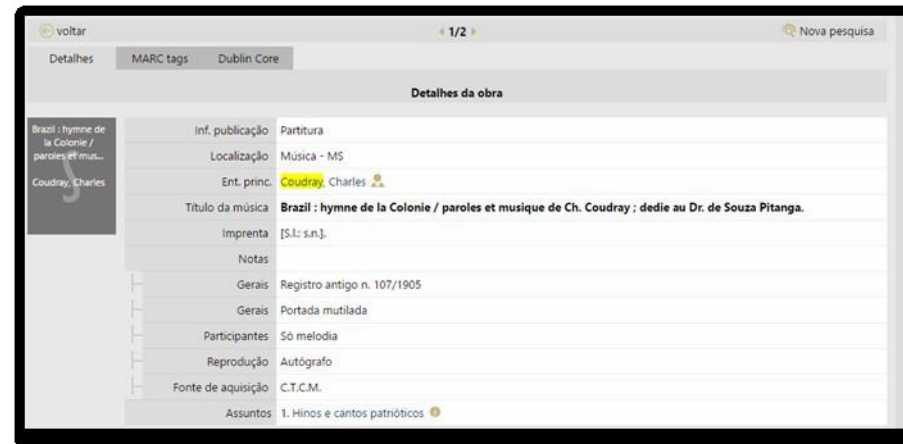 voltar 1/2 Nova pesquisa
Detalhes MARC tags Dublin Core
Detalhes da obra
Brazil : hymne de
la Colonie /
paroles et mus...
Coudray, Charles
Inf. publicação Partitura
Localização Música - MS
Ent. princ. Coudray, Charles
Título da música Brazil : hymne de la Colonie / paroles et musique de Ch. Coudray ; dedie au Dr. de Souza Pitanga.
Imprenta [S.l.: s.n.].
Notas
Gerais Registro antigo n. 107/1905
Gerais Portada mutilada
Participantes Só melodia
Reprodução Autógrafo
Fonte de aquisição C.T.C.M.
Assuntos 1. Hinos e cantos patrióticos